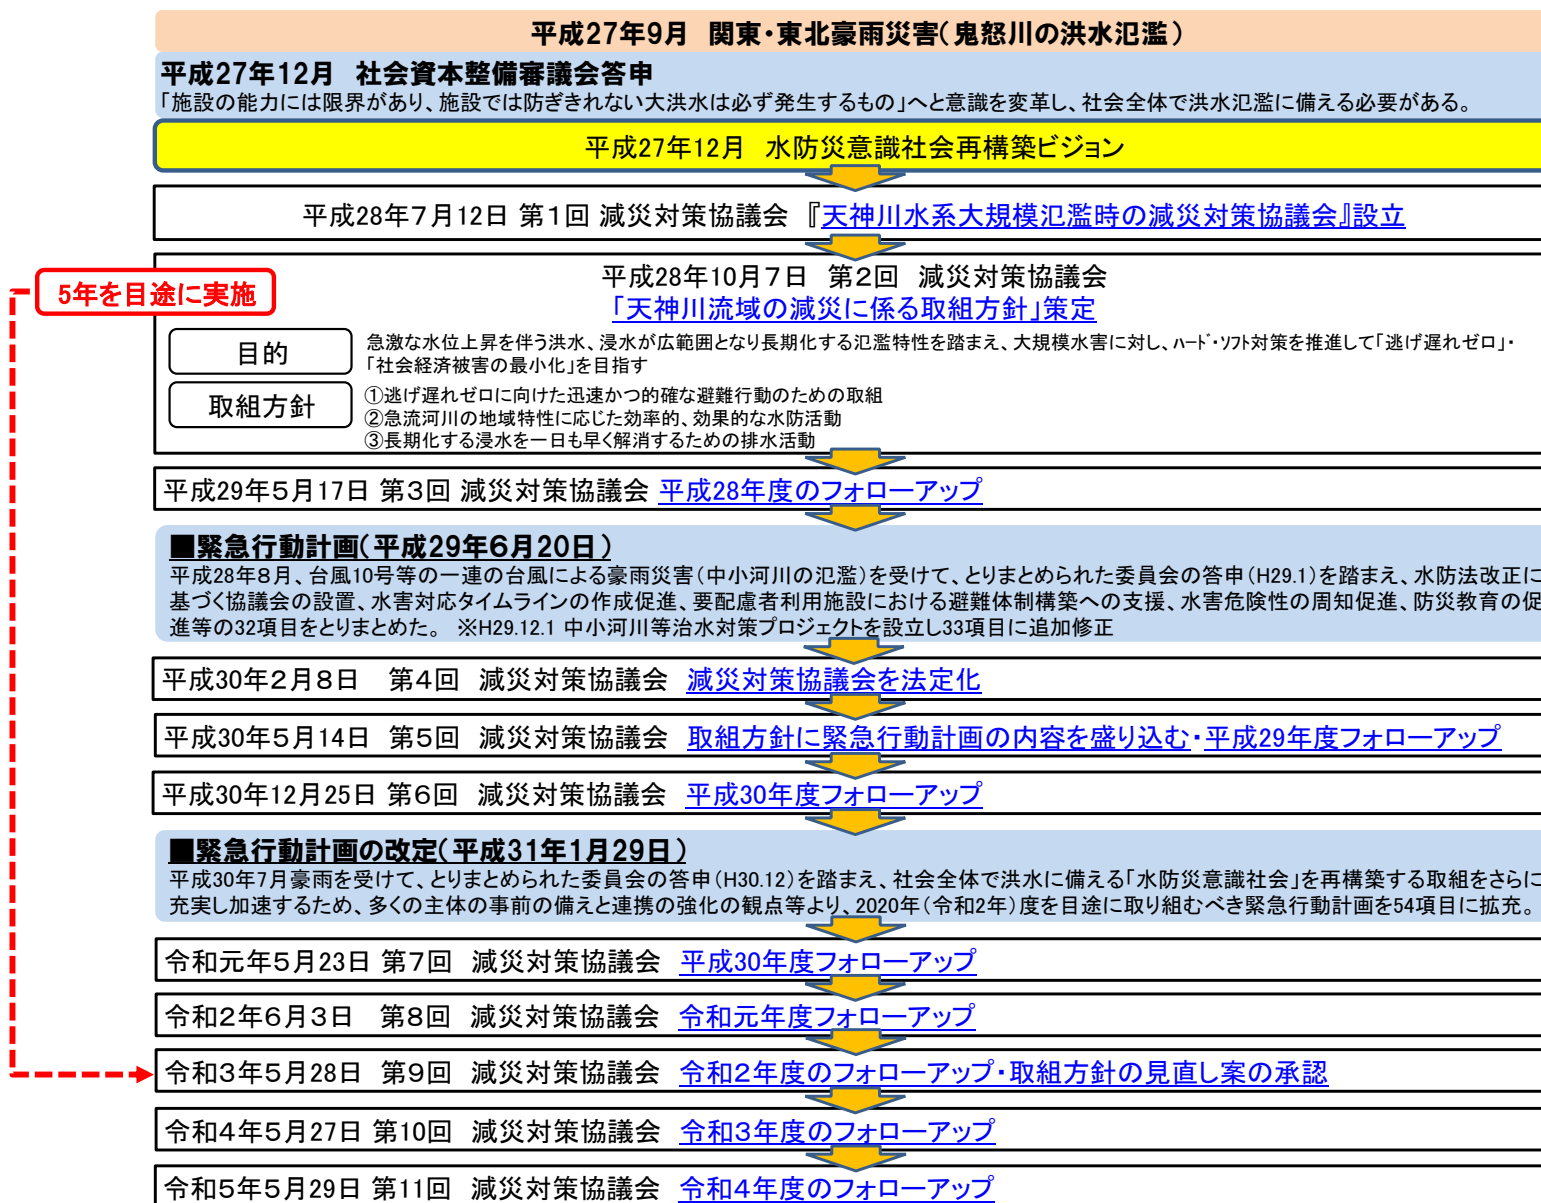 平成27年9月　関東・東北豪雨災害（鬼怒川の洪水氾濫）
平成27年12月　社会資本整備審議会答申
「施設の能力には限界があり、施設では防ぎきれない大洪水は必ず発生するもの」へと意識を変革し、社会全体で洪水氾濫に備える必要がある。
平成27年12月　水防災意識社会再構築ビジョン
平成28年７月12日 第１回 減災対策協議会 『天神川水系大規模氾濫時の減災対策協議会』設立
5年を目途に実施
平成28年10月７日　第２回　減災対策協議会
「天神川流域の減災に係る取組方針」策定
目的
急激な水位上昇を伴う洪水、浸水が広範囲となり長期化する氾濫特性を踏まえ、大規模水害に対し、ﾊｰﾄﾞ・ｿﾌﾄ対策を推進して「逃げ遅れゼロ」・
「社会経済被害の最小化」を目指す
取組方針
①逃げ遅れゼロに向けた迅速かつ的確な避難行動のための取組
②急流河川の地域特性に応じた効率的、効果的な水防活動
③長期化する浸水を一日も早く解消するための排水活動
平成29年５月17日 第３回 減災対策協議会 平成28年度のフォローアップ
■緊急行動計画（平成29年６月20日）
平成28年８月、台風10号等の一連の台風による豪雨災害（中小河川の氾濫）を受けて、とりまとめられた委員会の答申（H29.1）を踏まえ、水防法改正に
基づく協議会の設置、水害対応タイムラインの作成促進、要配慮者利用施設における避難体制構築への支援、水害危険性の周知促進、防災教育の促
進等の32項目をとりまとめた。　※H29.12.1 中小河川等治水対策プロジェクトを設立し33項目に追加修正
平成30年２月８日　第４回　減災対策協議会　減災対策協議会を法定化
平成30年５月14日　第５回　減災対策協議会　取組方針に緊急行動計画の内容を盛り込む・平成29年度フォローアップ
平成30年12月25日 第６回　減災対策協議会　平成30年度フォローアップ
■緊急行動計画の改定（平成31年1月29日）
平成30年７月豪雨を受けて、とりまとめられた委員会の答申（H30.12）を踏まえ、社会全体で洪水に備える「水防災意識社会」を再構築する取組をさらに
充実し加速するため、多くの主体の事前の備えと連携の強化の観点等より、2020年（令和2年）度を目途に取り組むべき緊急行動計画を54項目に拡充。
令和元年５月23日 第７回　減災対策協議会　平成30年度フォローアップ
令和２年６月３日　第８回　減災対策協議会　令和元年度フォローアップ
令和３年５月28日　第９回　減災対策協議会　令和２年度のフォローアップ・取組方針の見直し案の承認
令和４年５月27日 第10回　減災対策協議会　令和３年度のフォローアップ
令和５年５月29日 第11回　減災対策協議会　令和４年度のフォローアップ